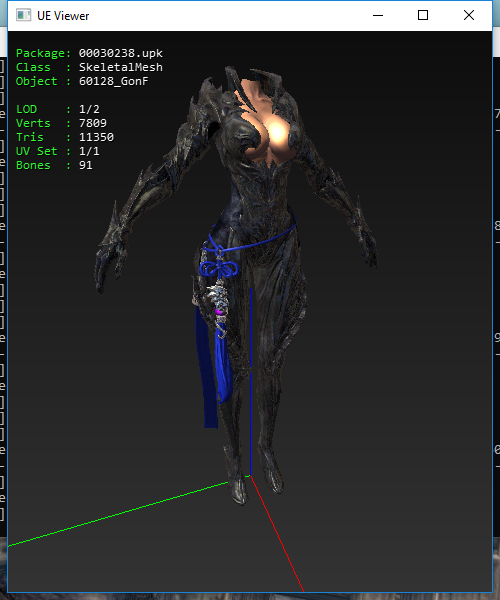 UE Viewer
Package: 00030238.upk
Class : SkeletalMesh
Object : 60128_GonF
LOD : 1/2
Verts : 7809
Tris : 11350
UV Set : 1/1
Bones : 91